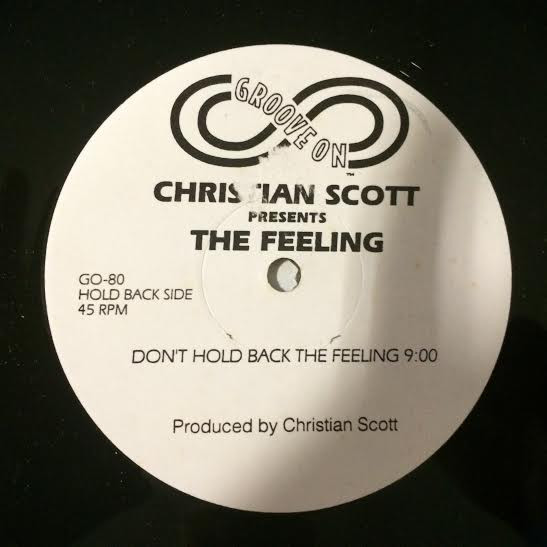 GROOVE ON™
CHRISTIAN SCOTT
PRESENTS
THE FEELING
GO-80
HOLD BACK SIDE
45 RPM
DON'T HOLD BACK THE FEELING 9:00
Produced by Christian Scott